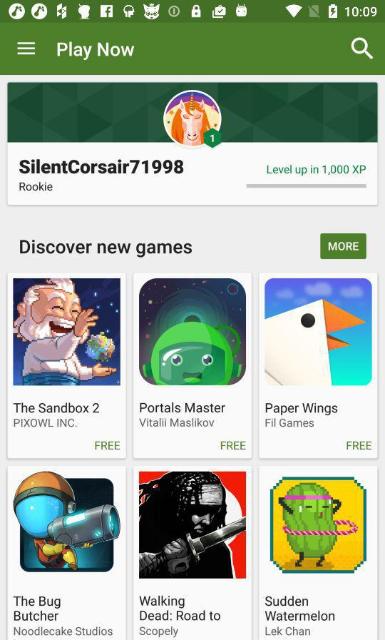 10:09
Play Now
1
SilentCorsair71998
Rookie
Level up in 1,000 XP
Discover new games
MORE
The Sandbox 2
PIXOWL INC.
FREE
Portals Master
Vitalii Maslikov
FREE
Paper Wings
Fil Games
FREE
The Bug
Butcher
Noodlecake Studios
Walking
Dead: Road to
Scopely
Sudden
Watermelon
Lek Chan